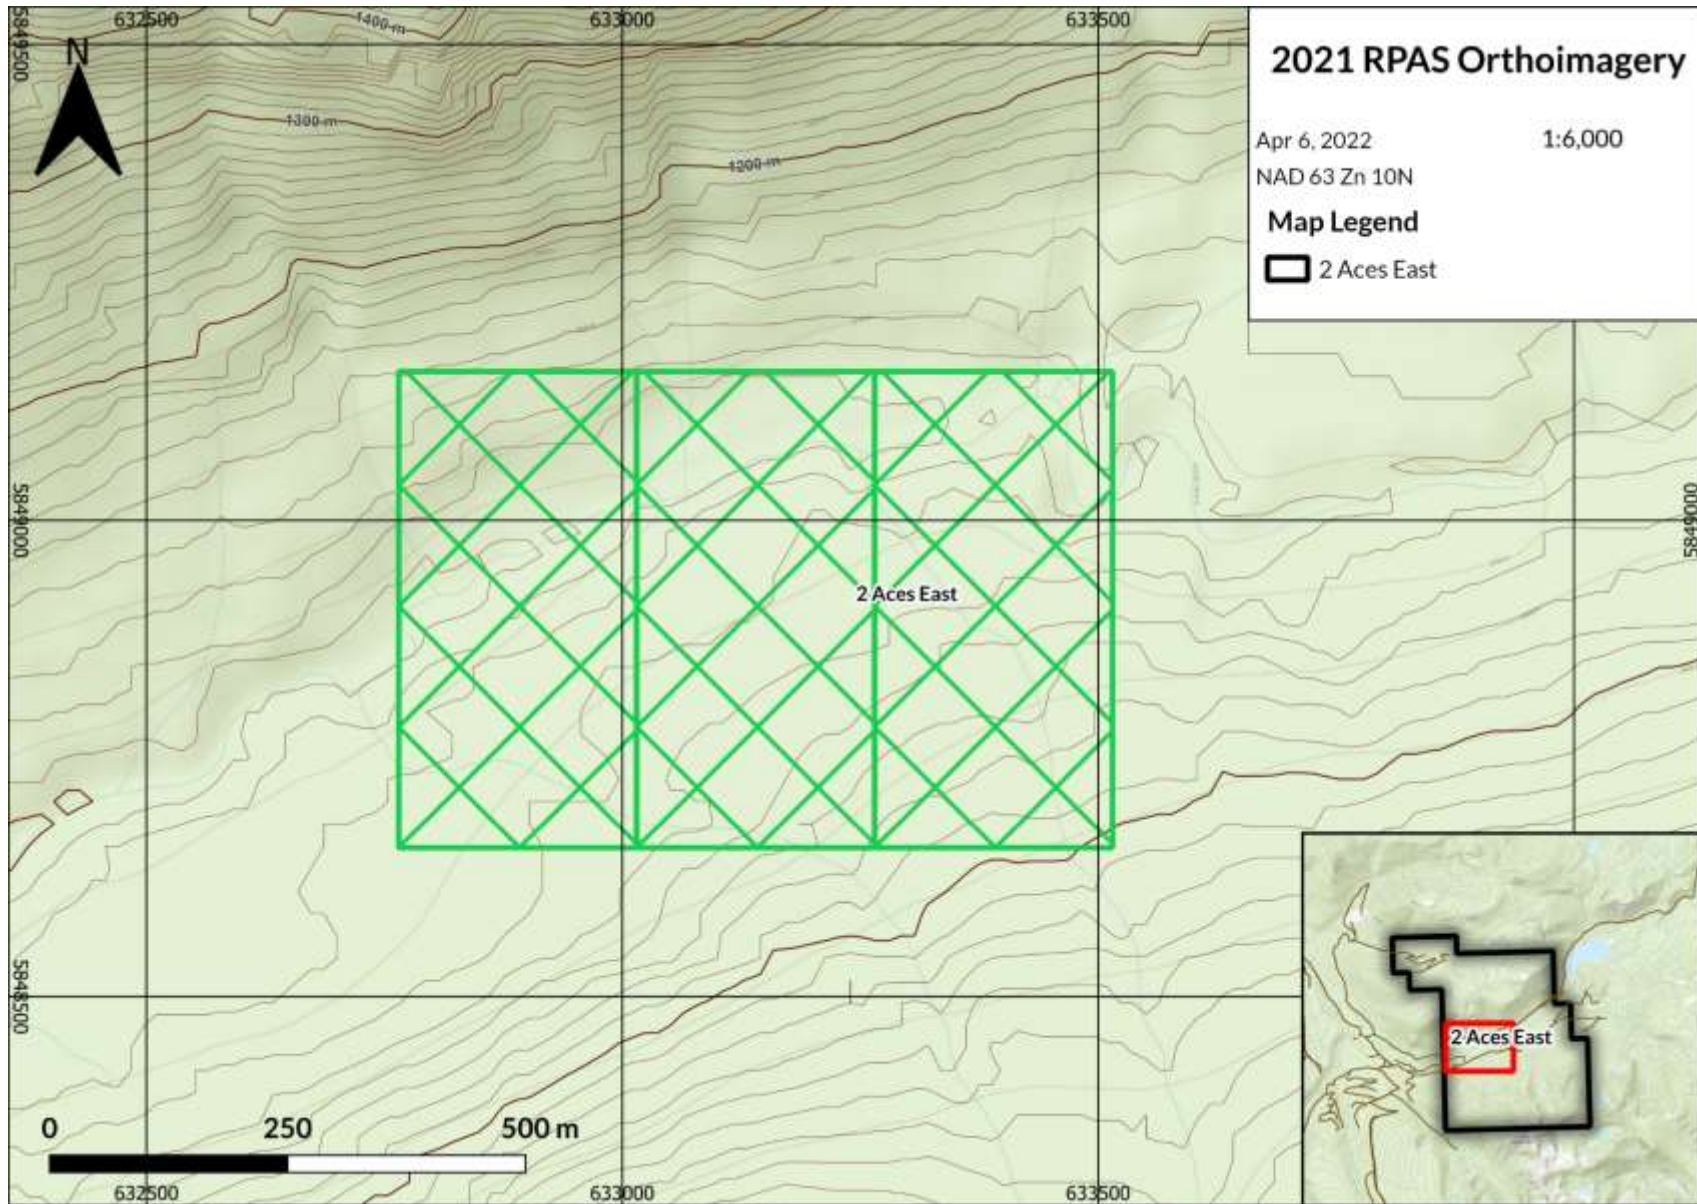 632500
633000
633500
1400 m
5849500
N
2021 RPAS Orthoimagery
1300 m
Apr 6, 2022
1:6,000
1200 m
NAD 63 Zn 10N
Map Legend
2 Aces East
5849000
5849000
2 Aces East
5848500
2 Aces East
0
250
500 m
632500
633000
633500